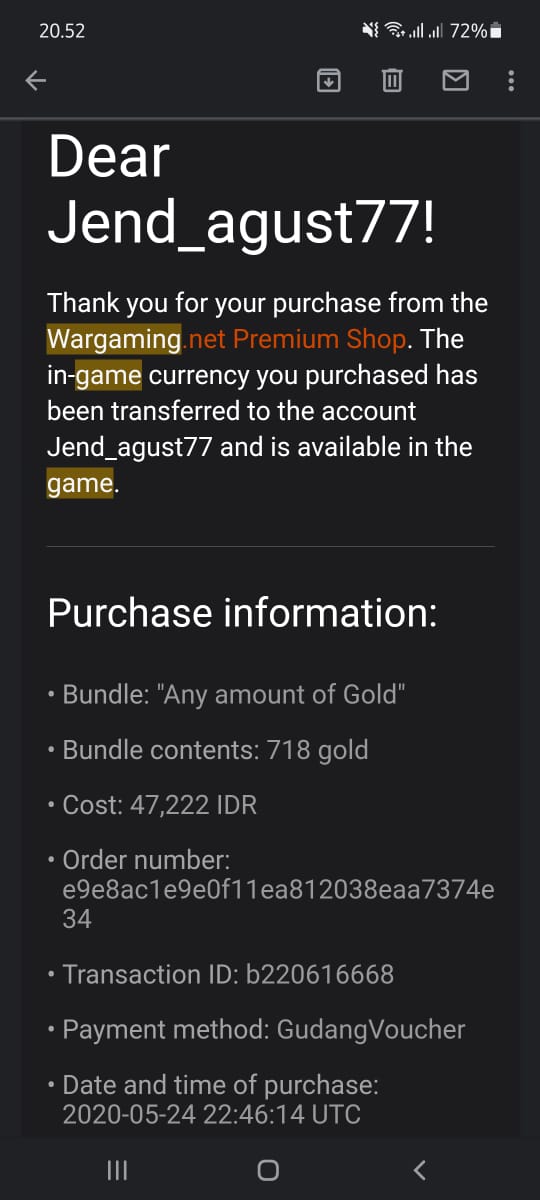 20.52
72%
Dear
Jend_agust77!
Thank you for your purchase from the
Wargaming.net Premium Shop. The
in-game currency you purchased has
been transferred to the account
Jend_agust77 and is available in the
game.
Purchase information:
• Bundle: "Any amount of Gold"
• Bundle contents: 718 gold
• Cost: 47,222 IDR
• Order number:
e9e8ac1e9e0f11ea812038eaa7374e
34
• Transaction ID: b220616668
• Payment method: GudangVoucher
• Date and time of purchase:
2020-05-24 22:46:14 UTC